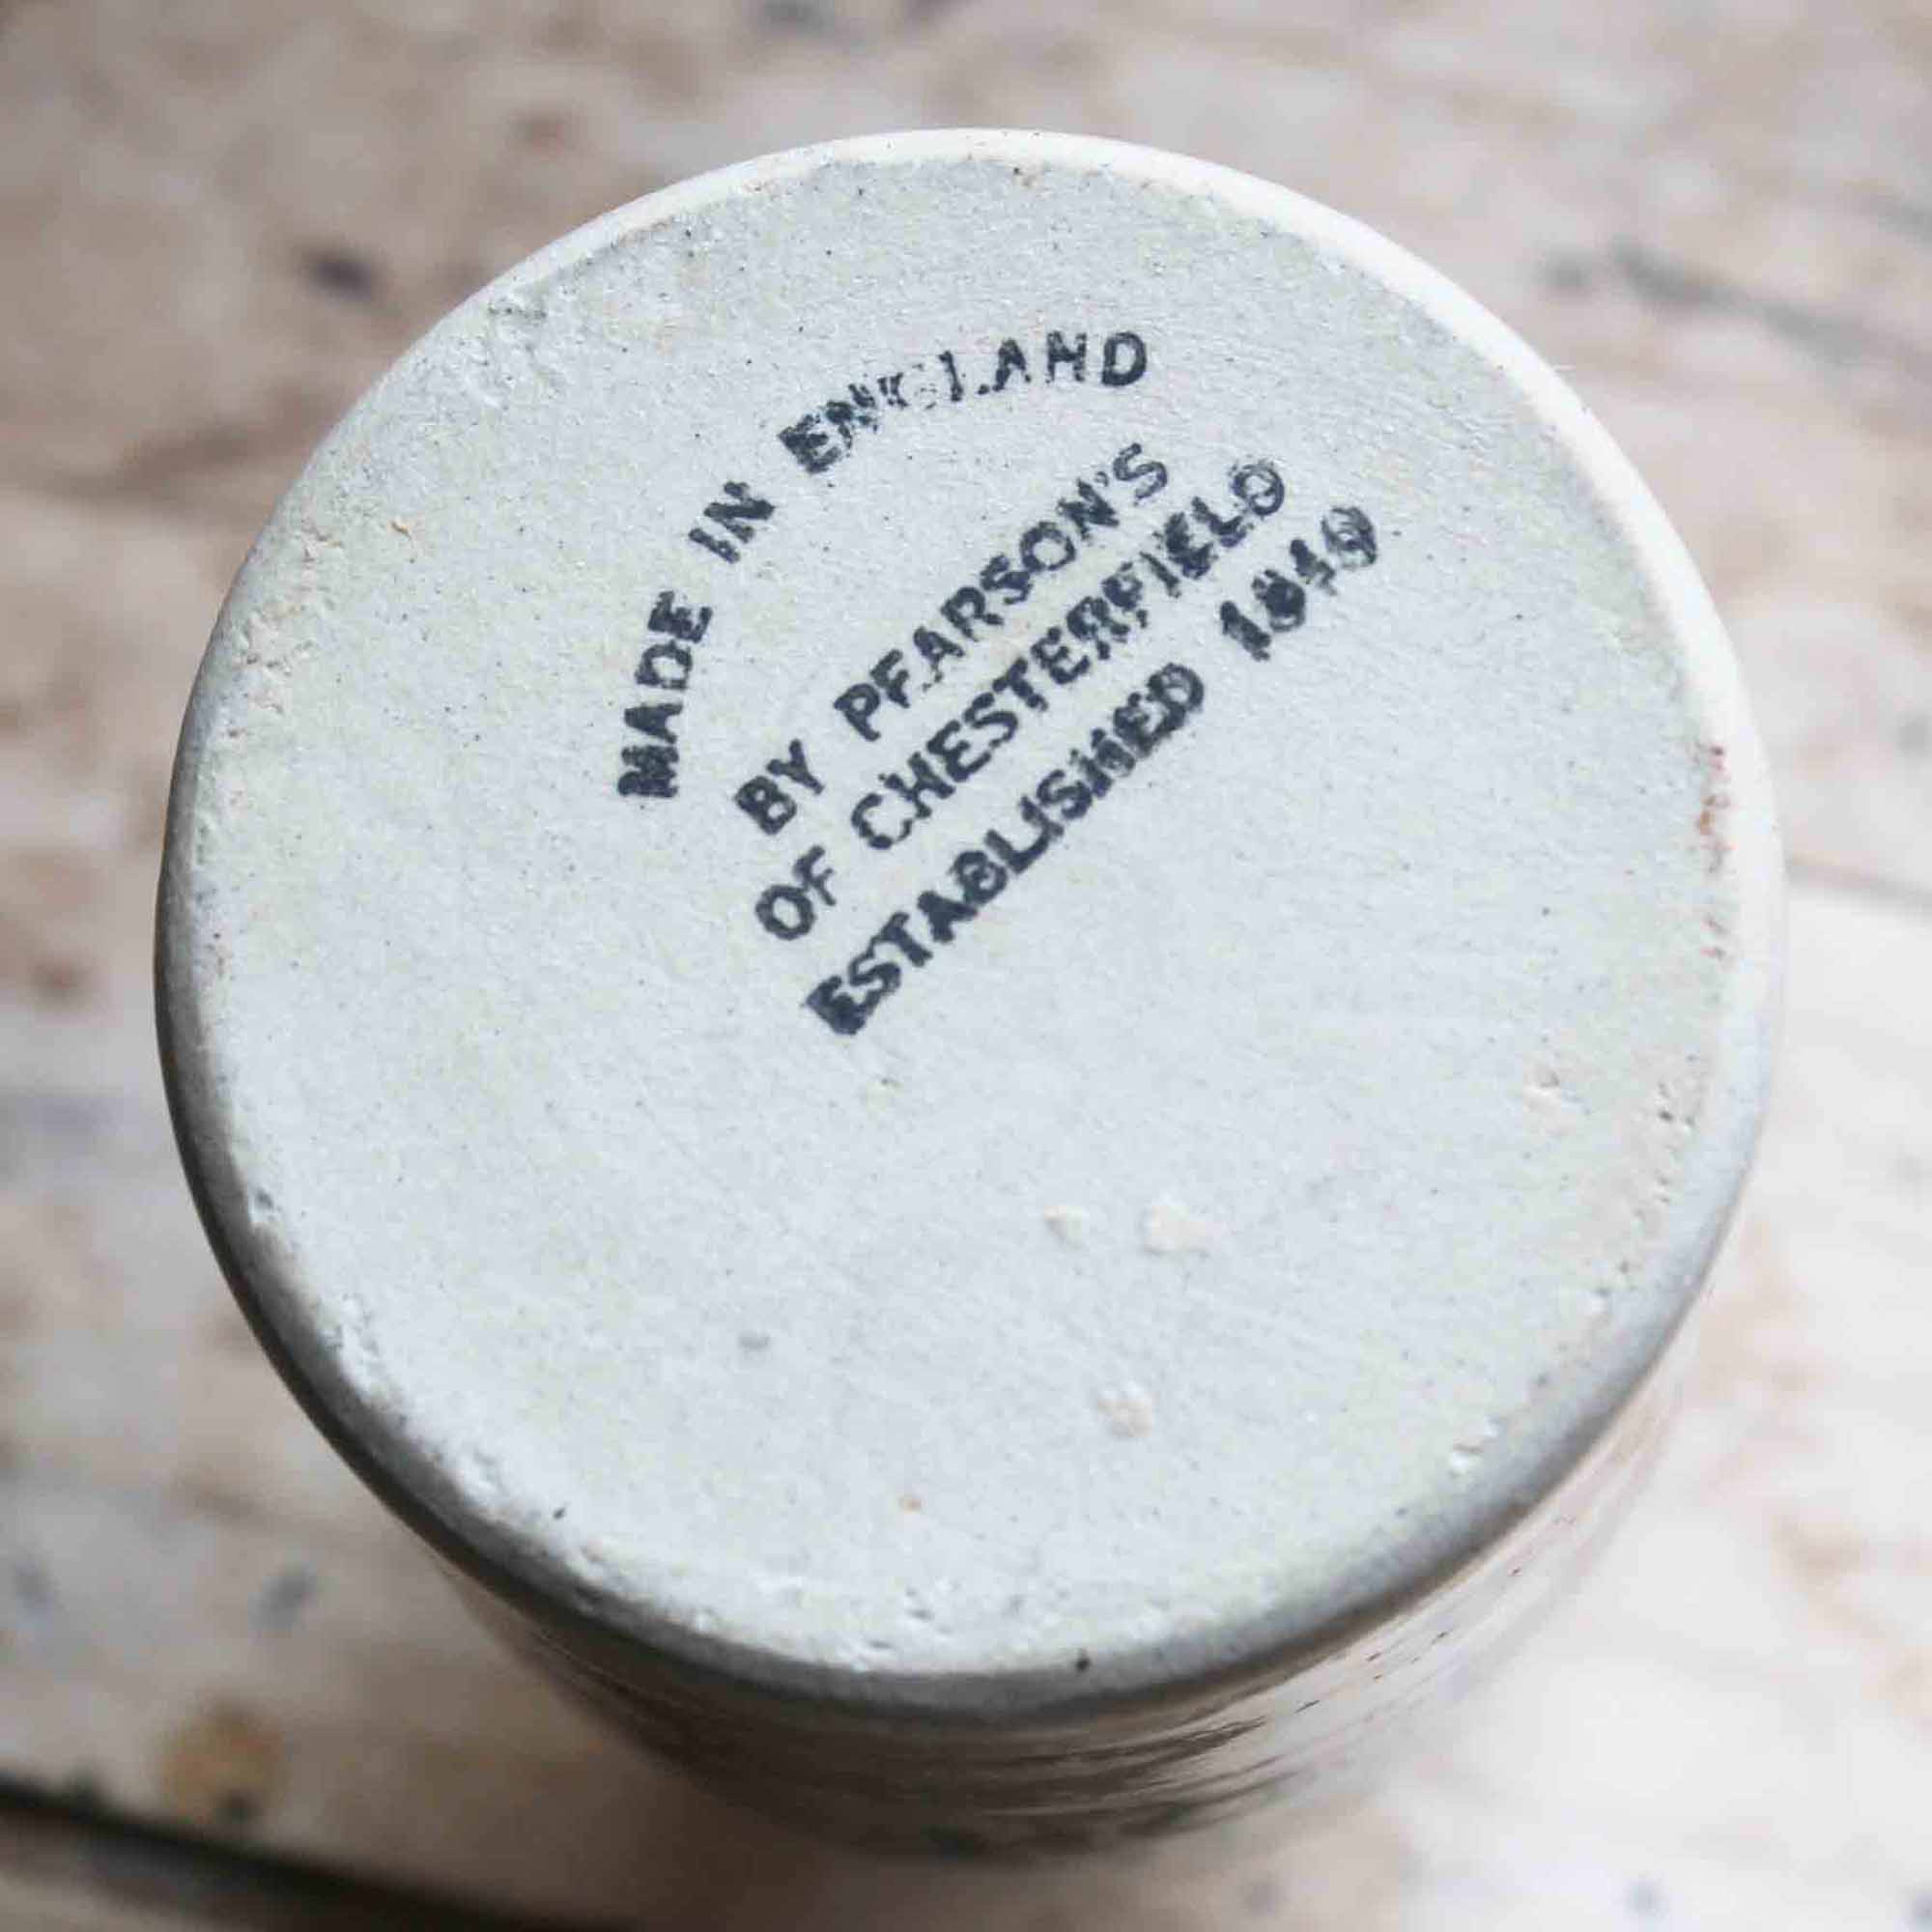 MADE IN ENGLAND
BY PEARSON'S
OF CHESTERFIELD
ESTABLISHED 1810